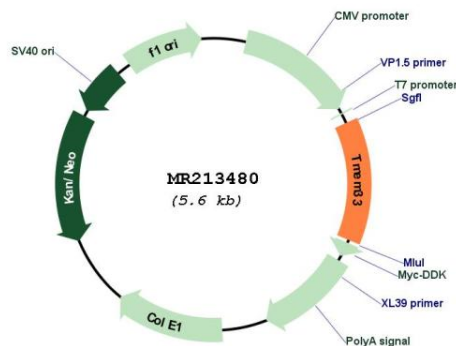 CMV promoter
VP1.5 primer
T7 promoter
SgfI
Tmem33
MluI
Myc-DDK
XL39 primer
PolyA signal
Col E1
Kan/Neo
SV40 ori
f1 ori
MR213480
(5.6 kb)